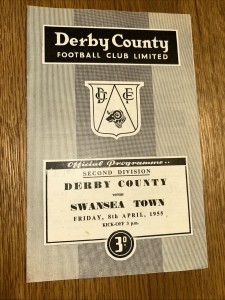 Derby County
FOOTBALL CLUB LIMITED
D C F C
Official Programme..
SECOND DIVISION
DERBY COUNTY
versus
SWANSEA TOWN
FRIDAY, 8th APRIL, 1955
KICK-OFF 3 p.m.
3D